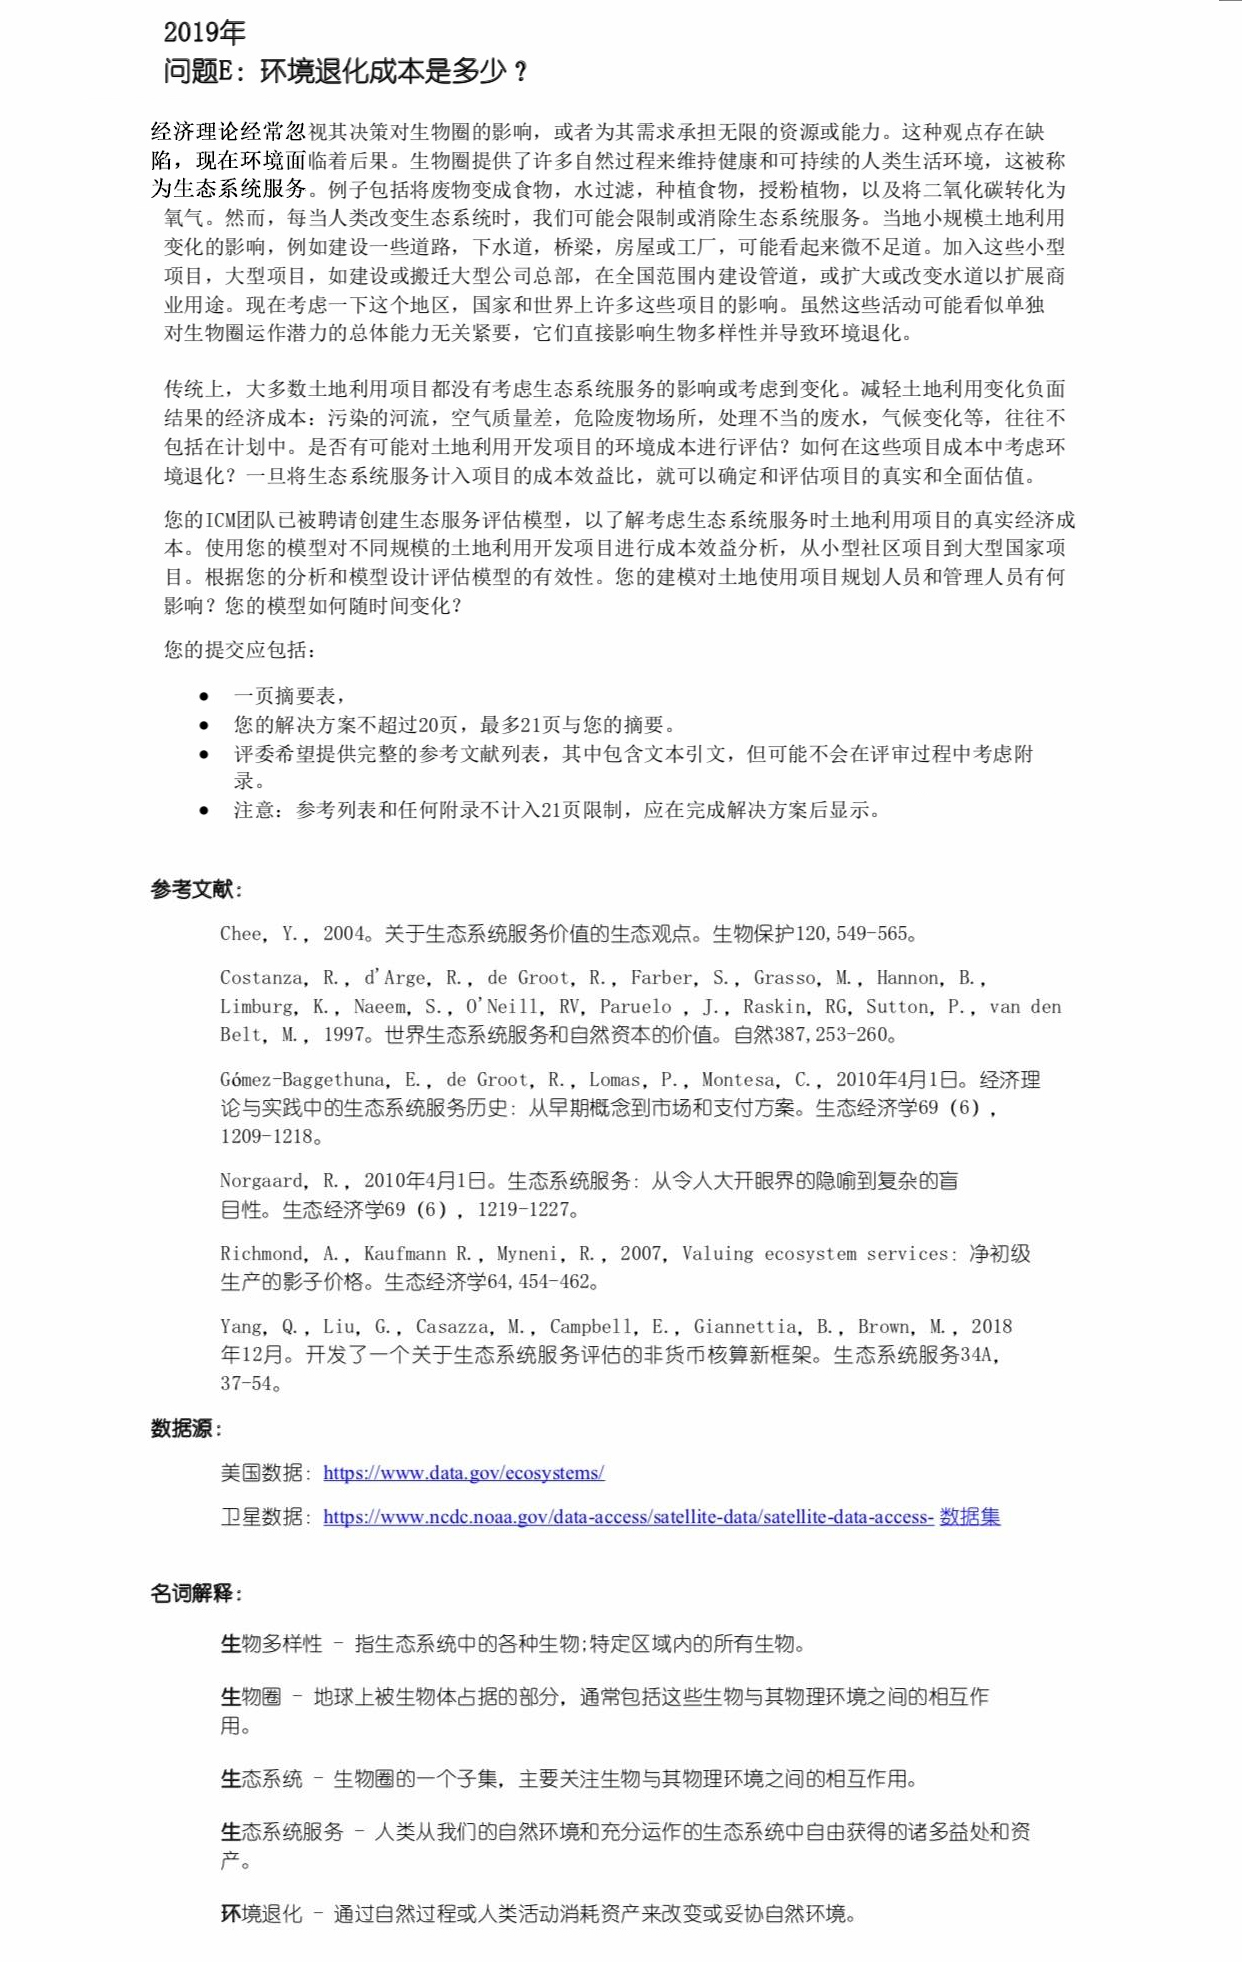 2019年
问题E：环境退化成本是多少？
经济理论经常忽视其决策对生物圈的影响，或者为其需求承担无限的资源或能力。这种观点存在缺
陷，现在环境面临着后果。生物圈提供了许多自然过程来维持健康和可持续的人类生活环境，这被称
为生态系统服务。例子包括将废物变成食物，水过滤，种植食物，授粉植物，以及将二氧化碳转化为
氧气。然而，每当人类改变生态系统时，我们可能会限制或消除生态系统服务。当地小规模土地利用
变化的影响，例如建设一些道路，下水道，桥梁，房屋或工厂，可能看起来微不足道。加入这些小型
项目，大型项目，如建设或搬迁大型公司总部，在全国范围内建设管道，或扩大或改变水道以扩展商
业用途。现在考虑一下这个地区，国家和世界上许多这些项目的影响。虽然这些活动可能看似单独
对生物圈运作潜力的总体能力无关紧要，它们直接影响生物多样性并导致环境退化。
传统上，大多数土地利用项目都没有考虑生态系统服务的影响或考虑到变化。减轻土地利用变化负面
结果的经济成本：污染的河流，空气质量差，危险废物场所，处理不当的废水，气候变化等，往往不
包括在计划中。是否有可能对土地利用开发项目的环境成本进行评估？如何在这些项目成本中考虑环
境退化？一旦将生态系统服务计入项目的成本效益比，就可以确定和评估项目的真实和全面估值。
您的ICM团队已被聘请创建生态服务评估模型，以了解考虑生态系统服务时土地利用项目的真实经济成
本。使用您的模型对不同规模的土地利用开发项目进行成本效益分析，从小型社区项目到大型国家项
目。根据您的分析和模型设计评估模型的有效性。您的建模对土地使用项目规划人员和管理人员有何
影响？您的模型如何随时间变化？
您的提交应包括：
● 一页摘要表，
● 您的解决方案不超过20页，最多21页与您的摘要。
● 评委希望提供完整的参考文献列表，其中包含文本引文，但可能不会在评审过程中考虑附
录。
● 注意：参考列表和任何附录不计入21页限制，应在完成解决方案后显示。
参考文献：
Chee, Y.，2004。关于生态系统服务价值的生态观点。生物保护120,549-565。
Costanza, R.，d'Arge, R.，de Groot, R.，Farber, S.，Grasso, M.，Hannon, B.，
Limburg, K.，Naeem, S.，O'Neill, RV, Paruelo ，J.，Raskin, RG, Sutton, P.，van den
Belt, M.，1997。世界生态系统服务和自然资本的价值。自然387,253-260。
Gómez-Baggethuna, E.，de Groot, R.，Lomas, P.，Montesa, C.，2010年4月1日。经济理
论与实践中的生态系统服务历史：从早期概念到市场和支付方案。生态经济学69（6），
1209-1218。
Norgaard, R.，2010年4月1日。生态系统服务：从令人大开眼界的隐喻到复杂的盲
目性。生态经济学69（6），1219-1227。
Richmond, A.，Kaufmann R.，Myneni, R.，2007, Valuing ecosystem services：净初级
生产的影子价格。生态经济学64,454-462。
Yang, Q.，Liu, G.，Casazza, M.，Campbell, E.，Giannettia, B.，Brown, M.，2018
年12月。开发了一个关于生态系统服务评估的非货币核算新框架。生态系统服务34A，
37-54。
数据源：
美国数据：https://www.data.gov/ecosystems/
卫星数据：https://www.ncdc.noaa.gov/data-access/satellite-data/satellite-data-access- 数据集
名词解释：
生物多样性 - 指生态系统中的各种生物;特定区域内的所有生物。
生物圈 - 地球上被生物体占据的部分，通常包括这些生物与其物理环境之间的相互作
用。
生态系统 - 生物圈的一个子集，主要关注生物与其物理环境之间的相互作用。
生态系统服务 - 人类从我们的自然环境和充分运作的生态系统中自由获得的诸多益处和资
产。
环境退化 - 通过自然过程或人类活动消耗资产来改变或妥协自然环境。